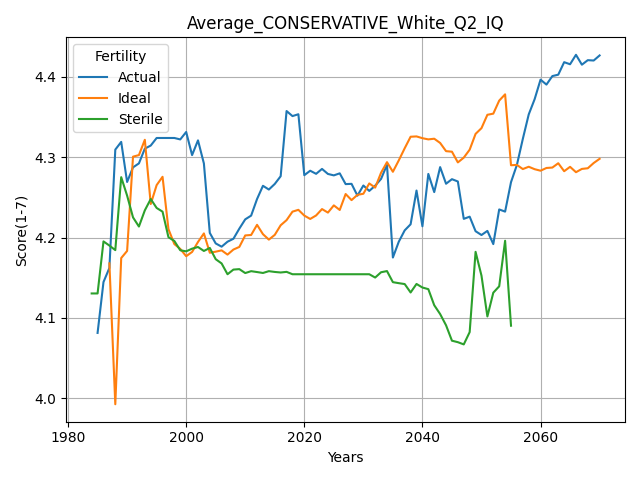 Average_CONSERVATIVE_White_Q2_IQ
Fertility
Actual
Ideal
Sterile
Score(1-7)
4.4
4.3
4.2
4.1
4.0
1980
2000
2020
2040
2060
Years